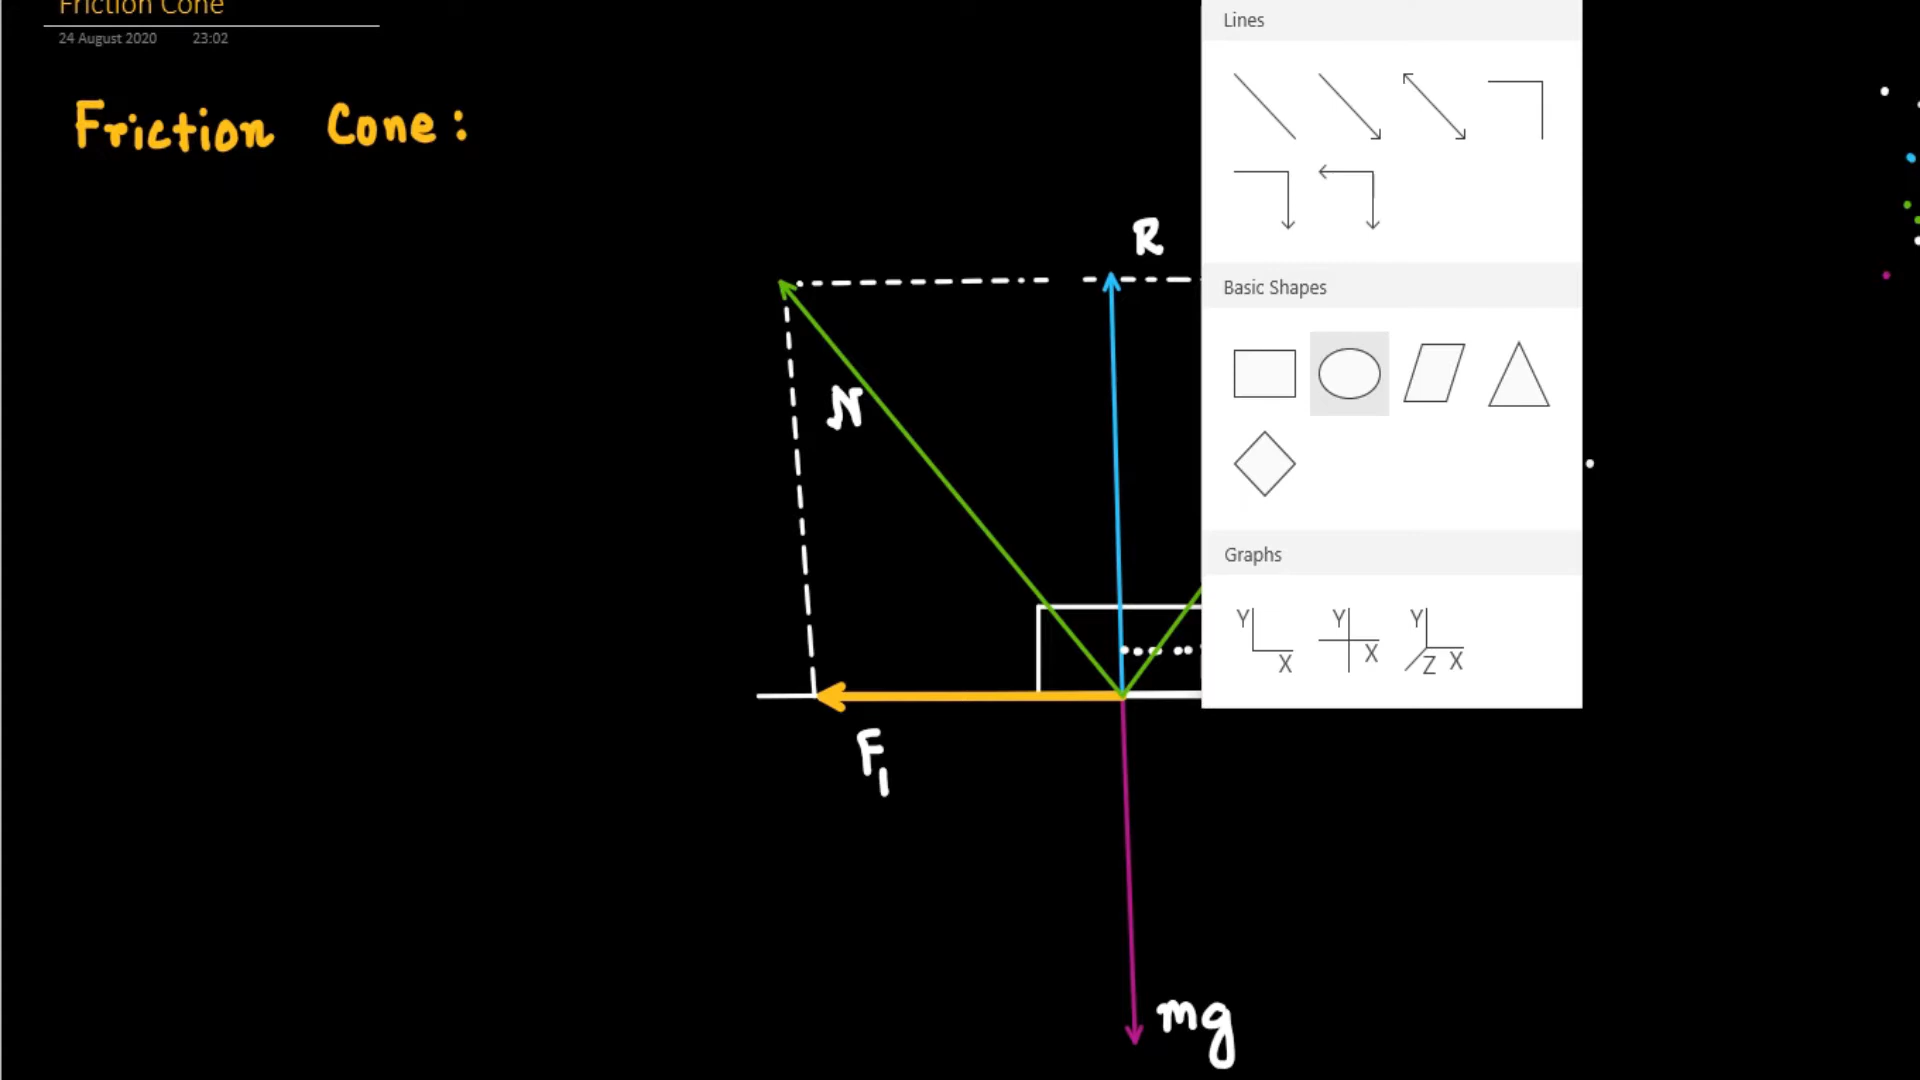 Friction Cone
24 August 2020 23:02
Friction Cone:
Lines
R
Basic Shapes
N
Graphs
Y X Y X Y Z X
F1
mg